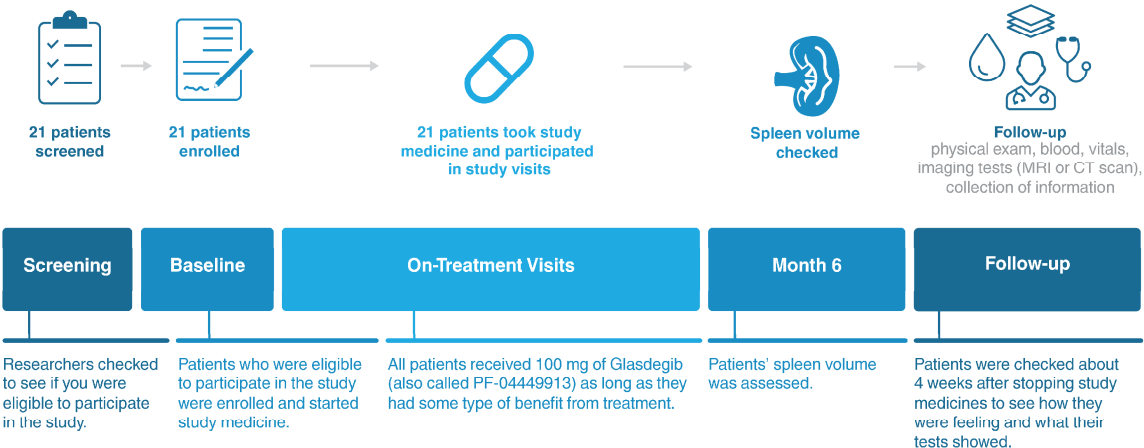 21 patients
screened
21 patients
enrolled
21 patients took study
medicine and participated
in study visits
Spleen volume
checked
Follow-up
physical exam, blood, vitals,
imaging tests (MRI or CT scan),
collection of information
Screening
Baseline
On-Treatment Visits
Month 6
Follow-up
Researchers checked
to see if you were
eligible to participate
in the study.
Patients who were eligible
to participate in the study
were enrolled and started
study medicine.
All patients received 100 mg of Glasdegib
(also called PF-04449913) as long as they
had some type of benefit from treatment.
Patients’ spleen volume
was assessed.
Patients were checked about
4 weeks after stopping study
medicines to see how they
were feeling and what their
tests showed.